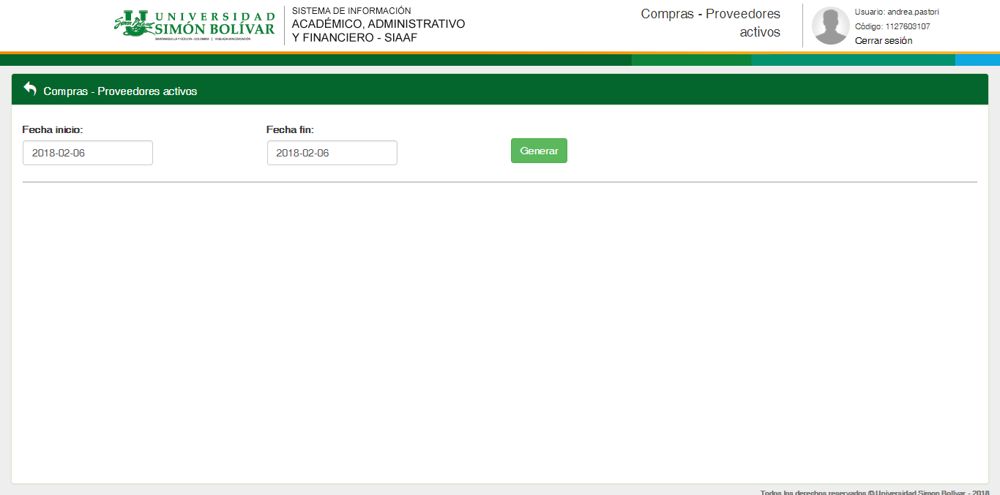 UNIVERSIDAD
SIMÓN BOLÍVAR
BARRANQUILLA Y CÚCUTA - COLOMBIA | VIGILADA MINEDUCACIÓN
SISTEMA DE INFORMACIÓN
ACADÉMICO, ADMINISTRATIVO
Y FINANCIERO - SIAAF
Compras - Proveedores
activos
Usuario: andrea.pastori
Código: 1127603107
Cerrar sesión
Compras - Proveedores activos
Fecha inicio:
Fecha fin:
2018-02-06
2018-02-06
Generar
Todos los derechos reservados © Universidad Simon Bolívar - 2018